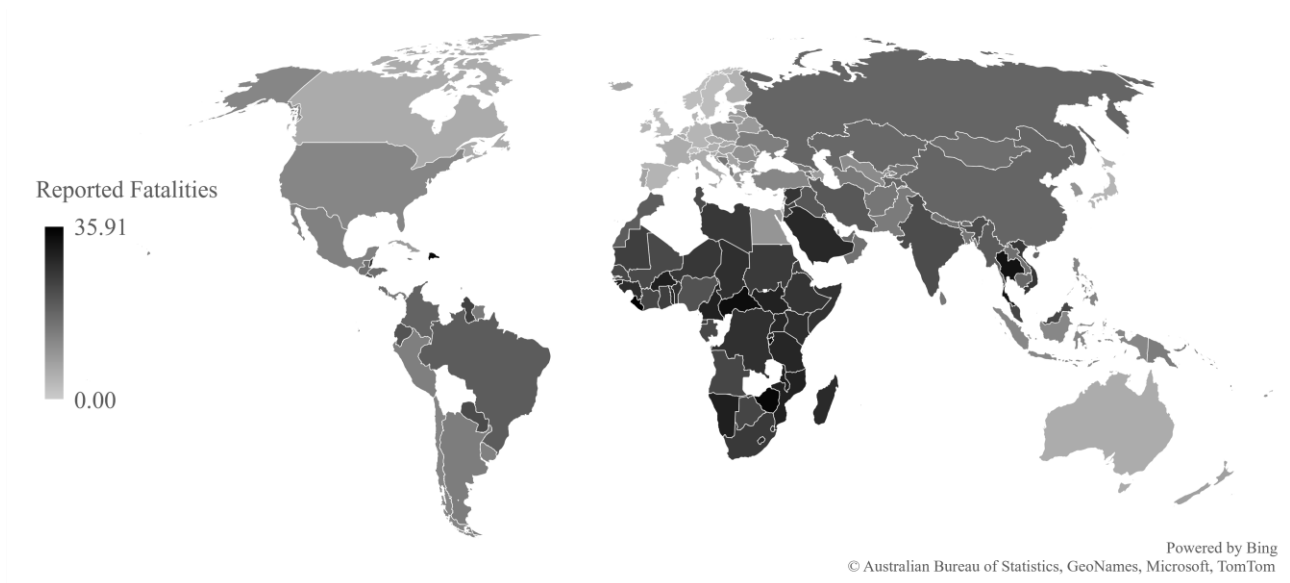 Reported Fatalities
35.91
0.00
Powered by Bing
© Australian Bureau of Statistics, GeoNames, Microsoft, TomTom